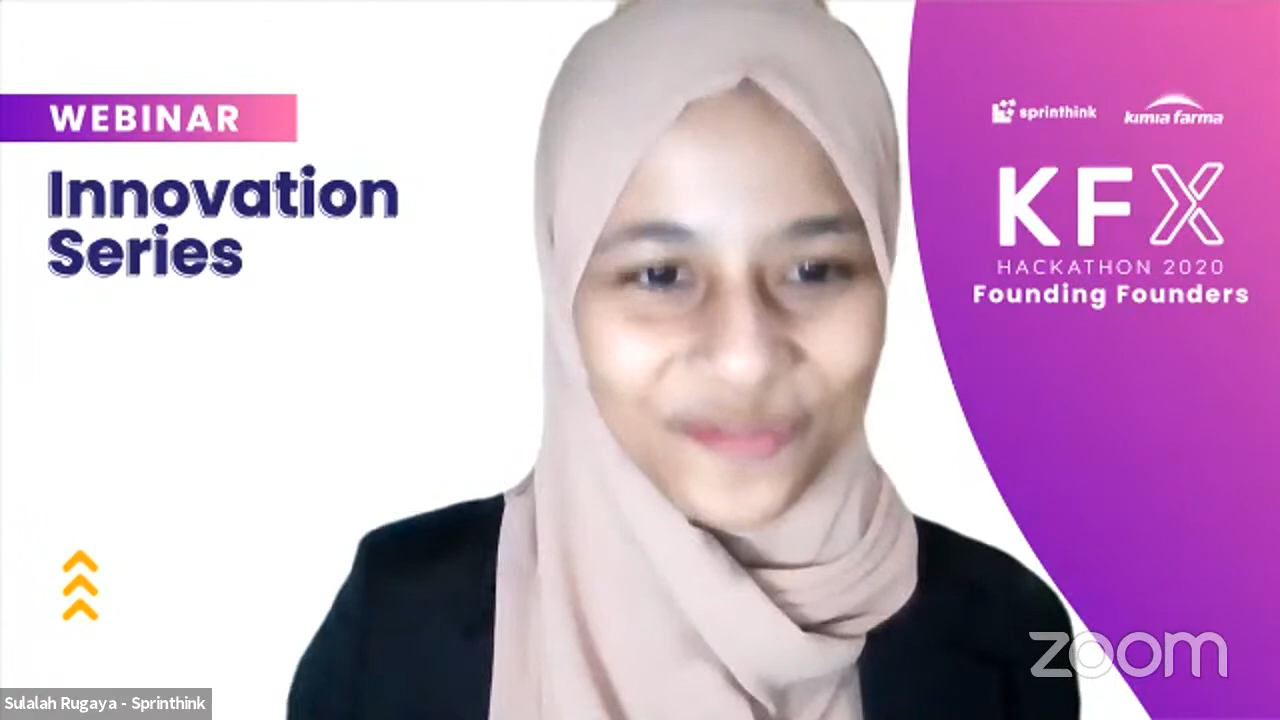 WEBINAR
Innovation
Series
sprinthink
kimia farma
KFX
HACKATHON 2020
Founding Founders
zoom
Sulalah Rugaya - Sprinthink